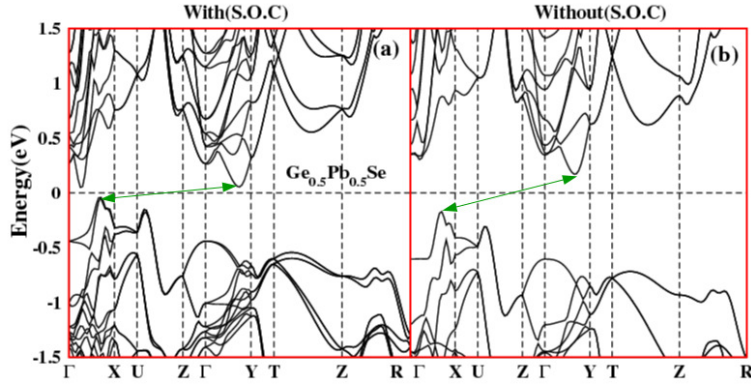 With(S.O.C) Without(S.O.C)
1.5
(a) (b)
1
0.5
Ge0.5Pb0.5Se
0
Energy(eV)
-0.5
-1
-1.5
Γ X U Z Γ Y T Z R X U Z Γ Y T Z R